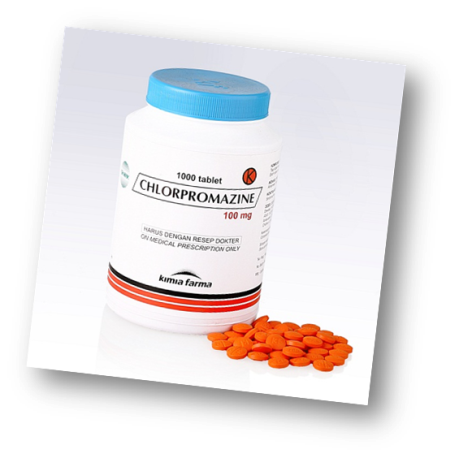 1000 tablet
K
CHLORPROMAZINE
100 mg
HARUS DENGAN RESEP DOKTER
ON MEDICAL PRESCRIPTION ONLY
kimia farma